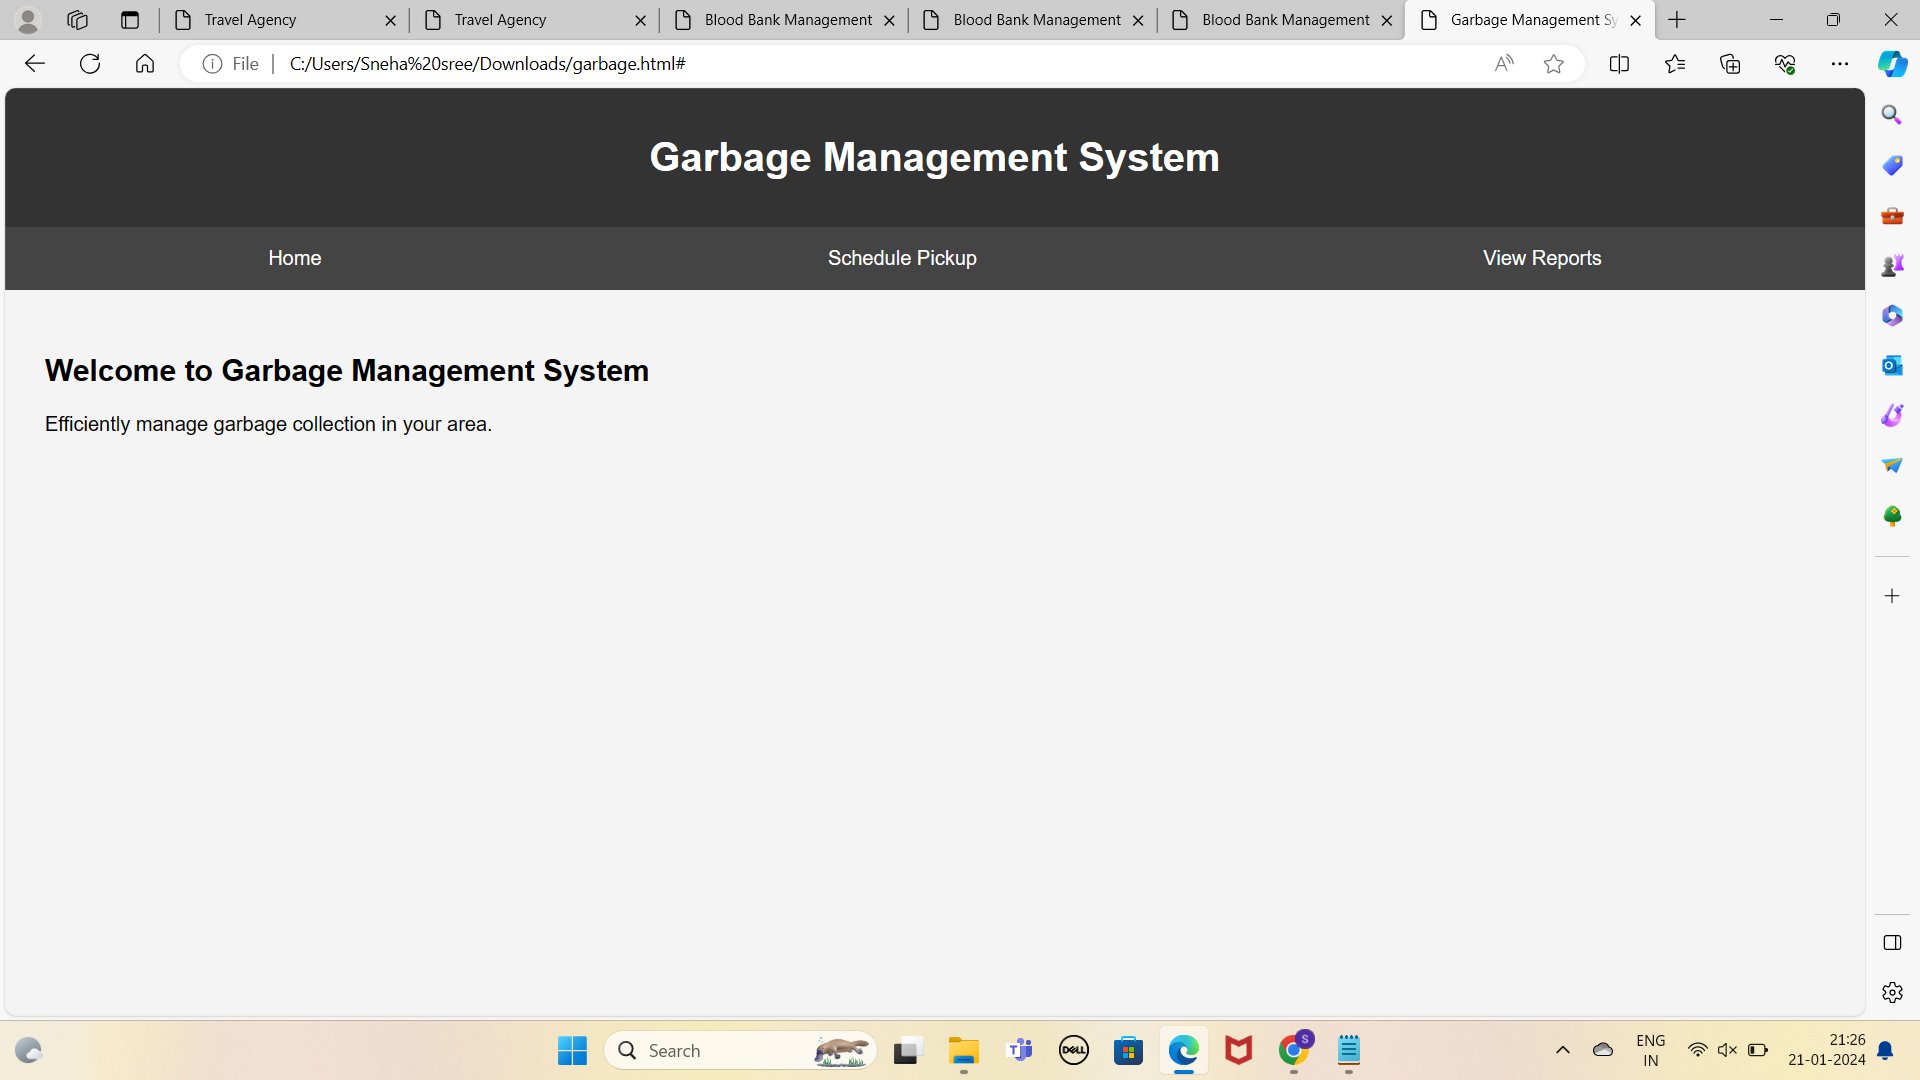 Travel Agency
Travel Agency
Blood Bank Management
Blood Bank Management
Blood Bank Management
Garbage Management Sy
File
C:/Users/Sneha%20sree/Downloads/garbage.html#
Garbage Management System
Home
Schedule Pickup
View Reports
Welcome to Garbage Management System
Efficiently manage garbage collection in your area.
Search
DELL
S
ENG
IN
21:26
21-01-2024